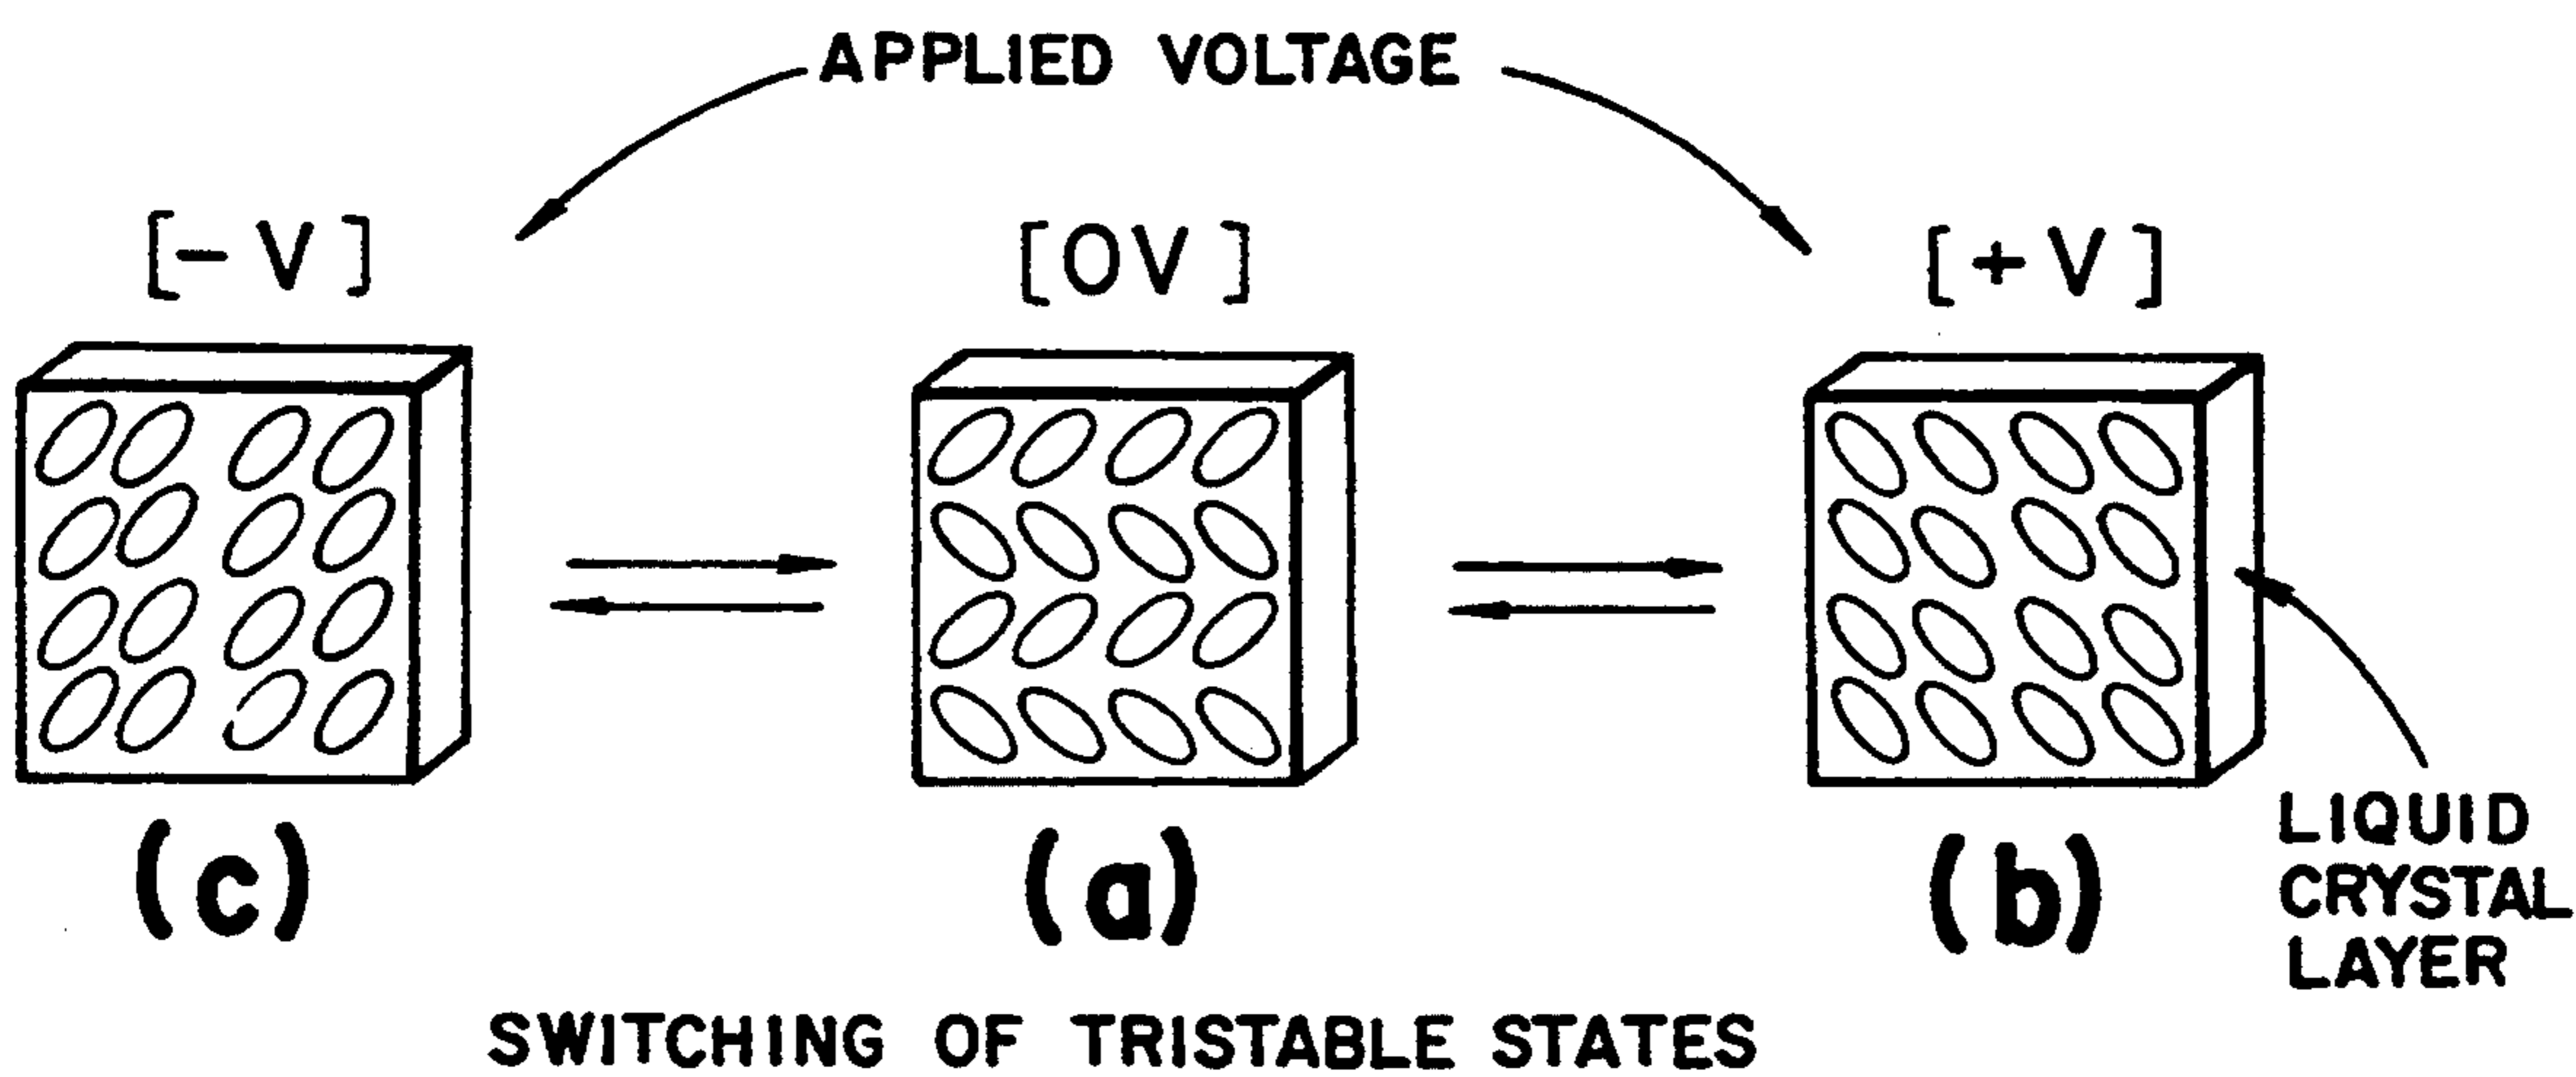 APPLIED VOLTAGE
[- V] [OV] [+ V]
(c) (a) (b)
LIQUID
CRYSTAL
LAYER
SWITCHING OF TRISTABLE STATES